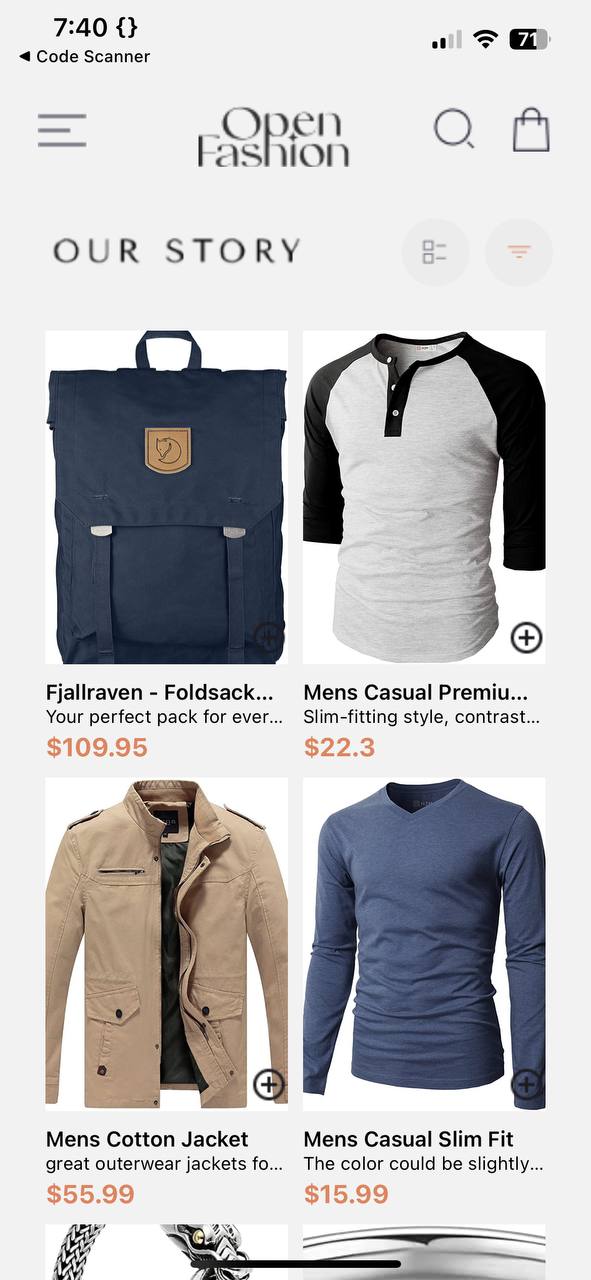 7:40 {}
71
◀ Code Scanner
Open
Fashion
OUR STORY
Fjallraven - Foldsack...
Your perfect pack for ever...
$109.95
Mens Casual Premiu...
Slim-fitting style, contrast...
$22.3
Mens Cotton Jacket
great outerwear jackets fo...
$55.99
Mens Casual Slim Fit
The color could be slightly...
$15.99